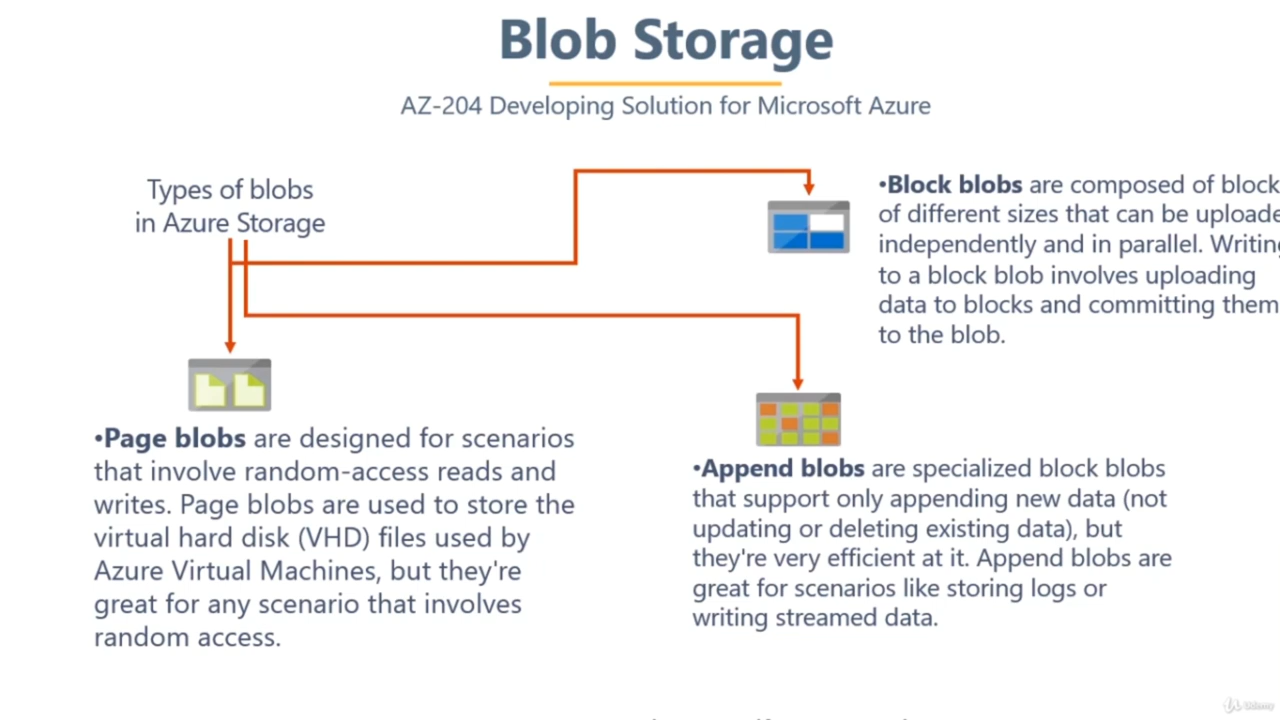 Blob Storage
AZ-204 Developing Solution for Microsoft Azure
Types of blobs
in Azure Storage
•Block blobs are composed of block
of different sizes that can be uploade
independently and in parallel. Writing
to a block blob involves uploading
data to blocks and committing them
to the blob.
•Page blobs are designed for scenarios
that involve random-access reads and
writes. Page blobs are used to store the
virtual hard disk (VHD) files used by
Azure Virtual Machines, but they're
great for any scenario that involves
random access.
•Append blobs are specialized block blobs
that support only appending new data (not
updating or deleting existing data), but
they're very efficient at it. Append blobs are
great for scenarios like storing logs or
writing streamed data.
Udemy